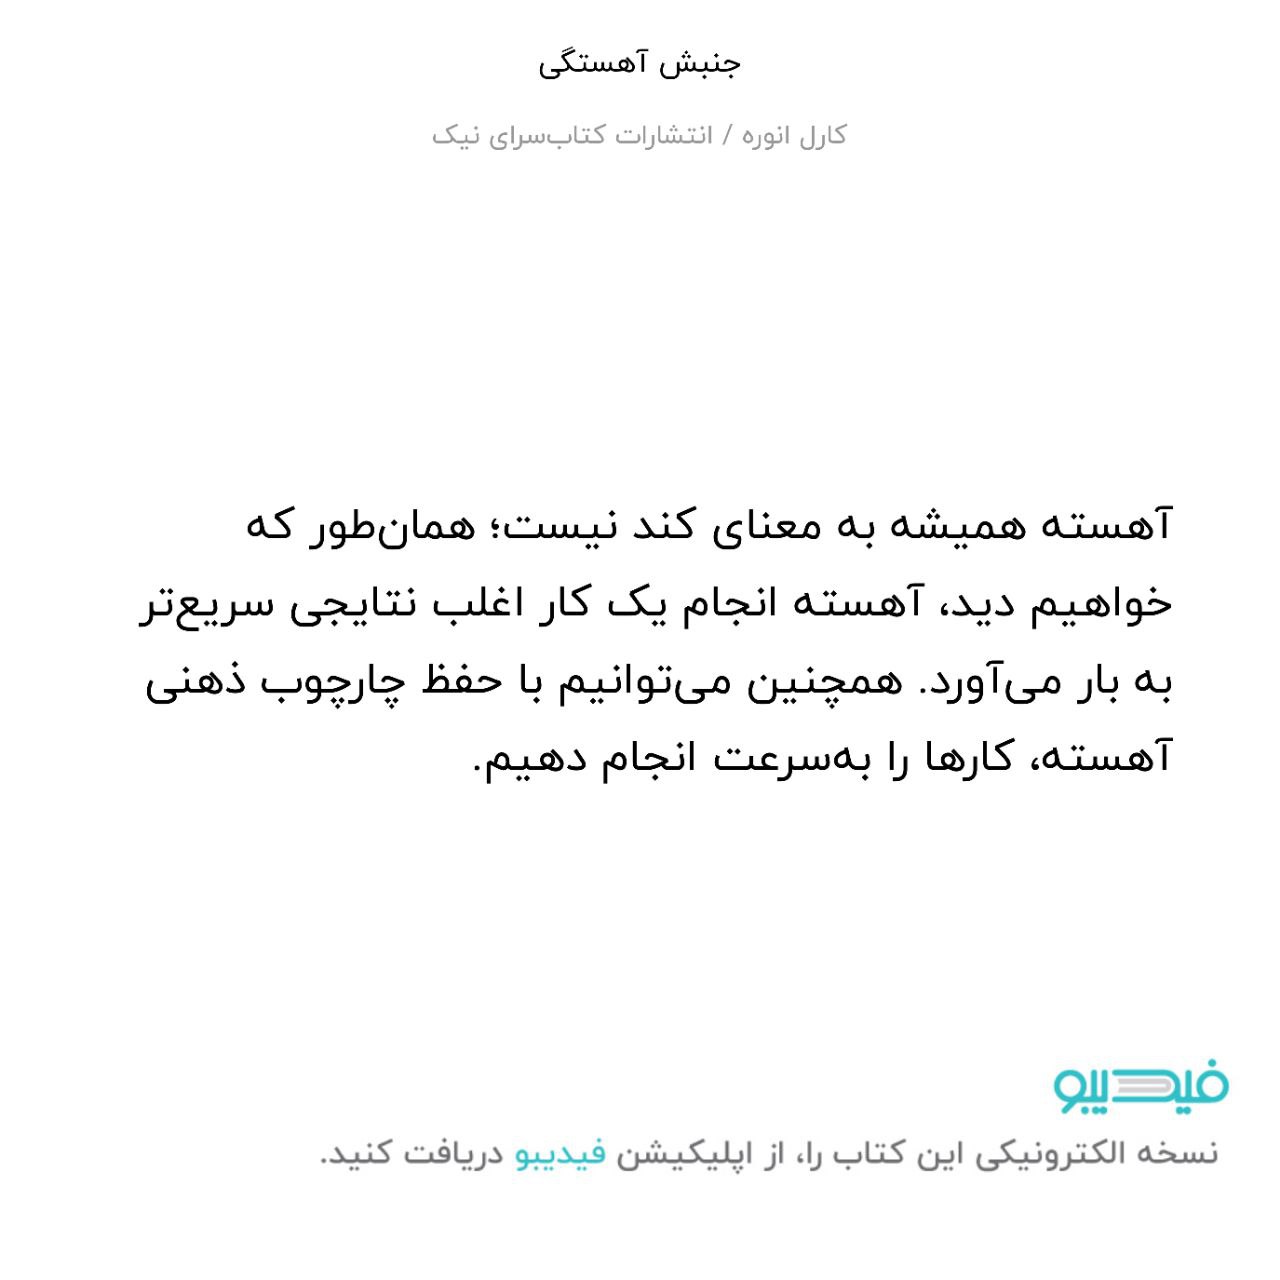 جنبش آهستگی
کارل انوره / انتشارات کتاب‌سرای نیک
آهسته همیشه به معنای کند نیست؛ همان‌طور که
خواهیم دید، آهسته انجام یک کار اغلب نتایجی سریع‌تر
به بار می‌آورد. همچنین می‌توانیم با حفظ چارچوب ذهنی
آهسته، کارها را به‌سرعت انجام دهیم.
فیدیبو
نسخه الکترونیکی این کتاب را، از اپلیکیشن فیدیبو دریافت کنید.